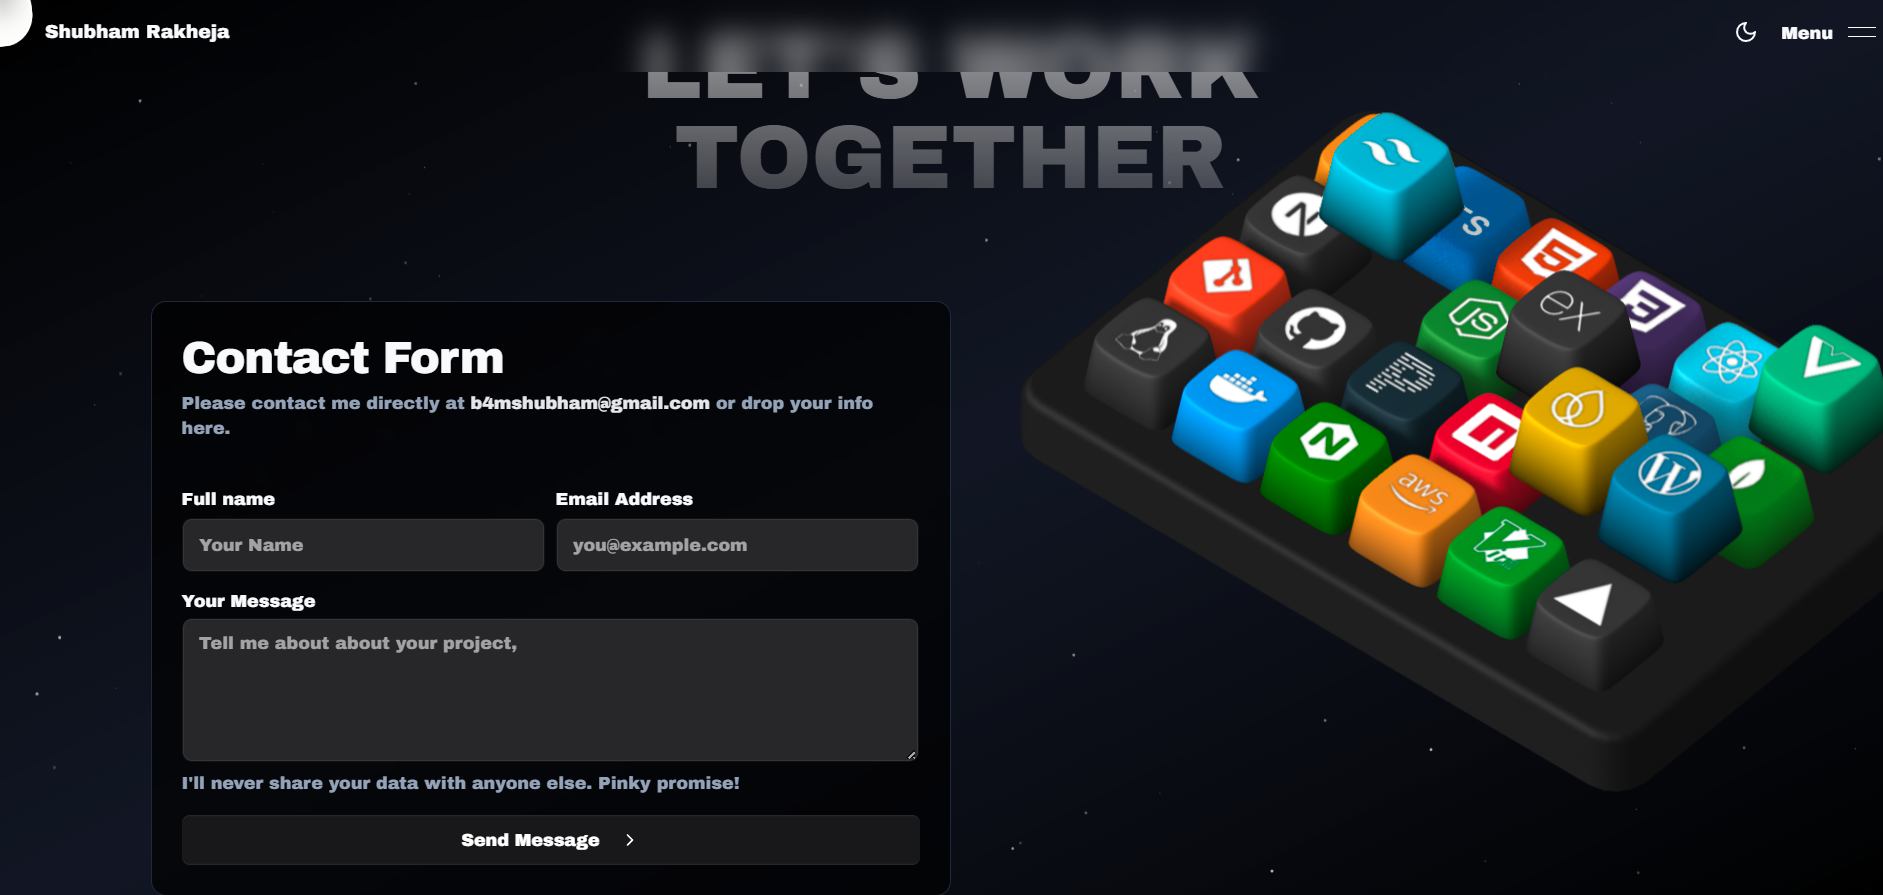 Shubham Rakheja
Menu
LET'S WORK
TOGETHER
Contact Form
Please contact me directly at b4mshubham@gmail.com or drop your info
here.
Full name
Email Address
Your Name
you@example.com
Your Message
Tell me about about your project,
I'll never share your data with anyone else. Pinky promise!
Send Message
TS
JS
ex
aws